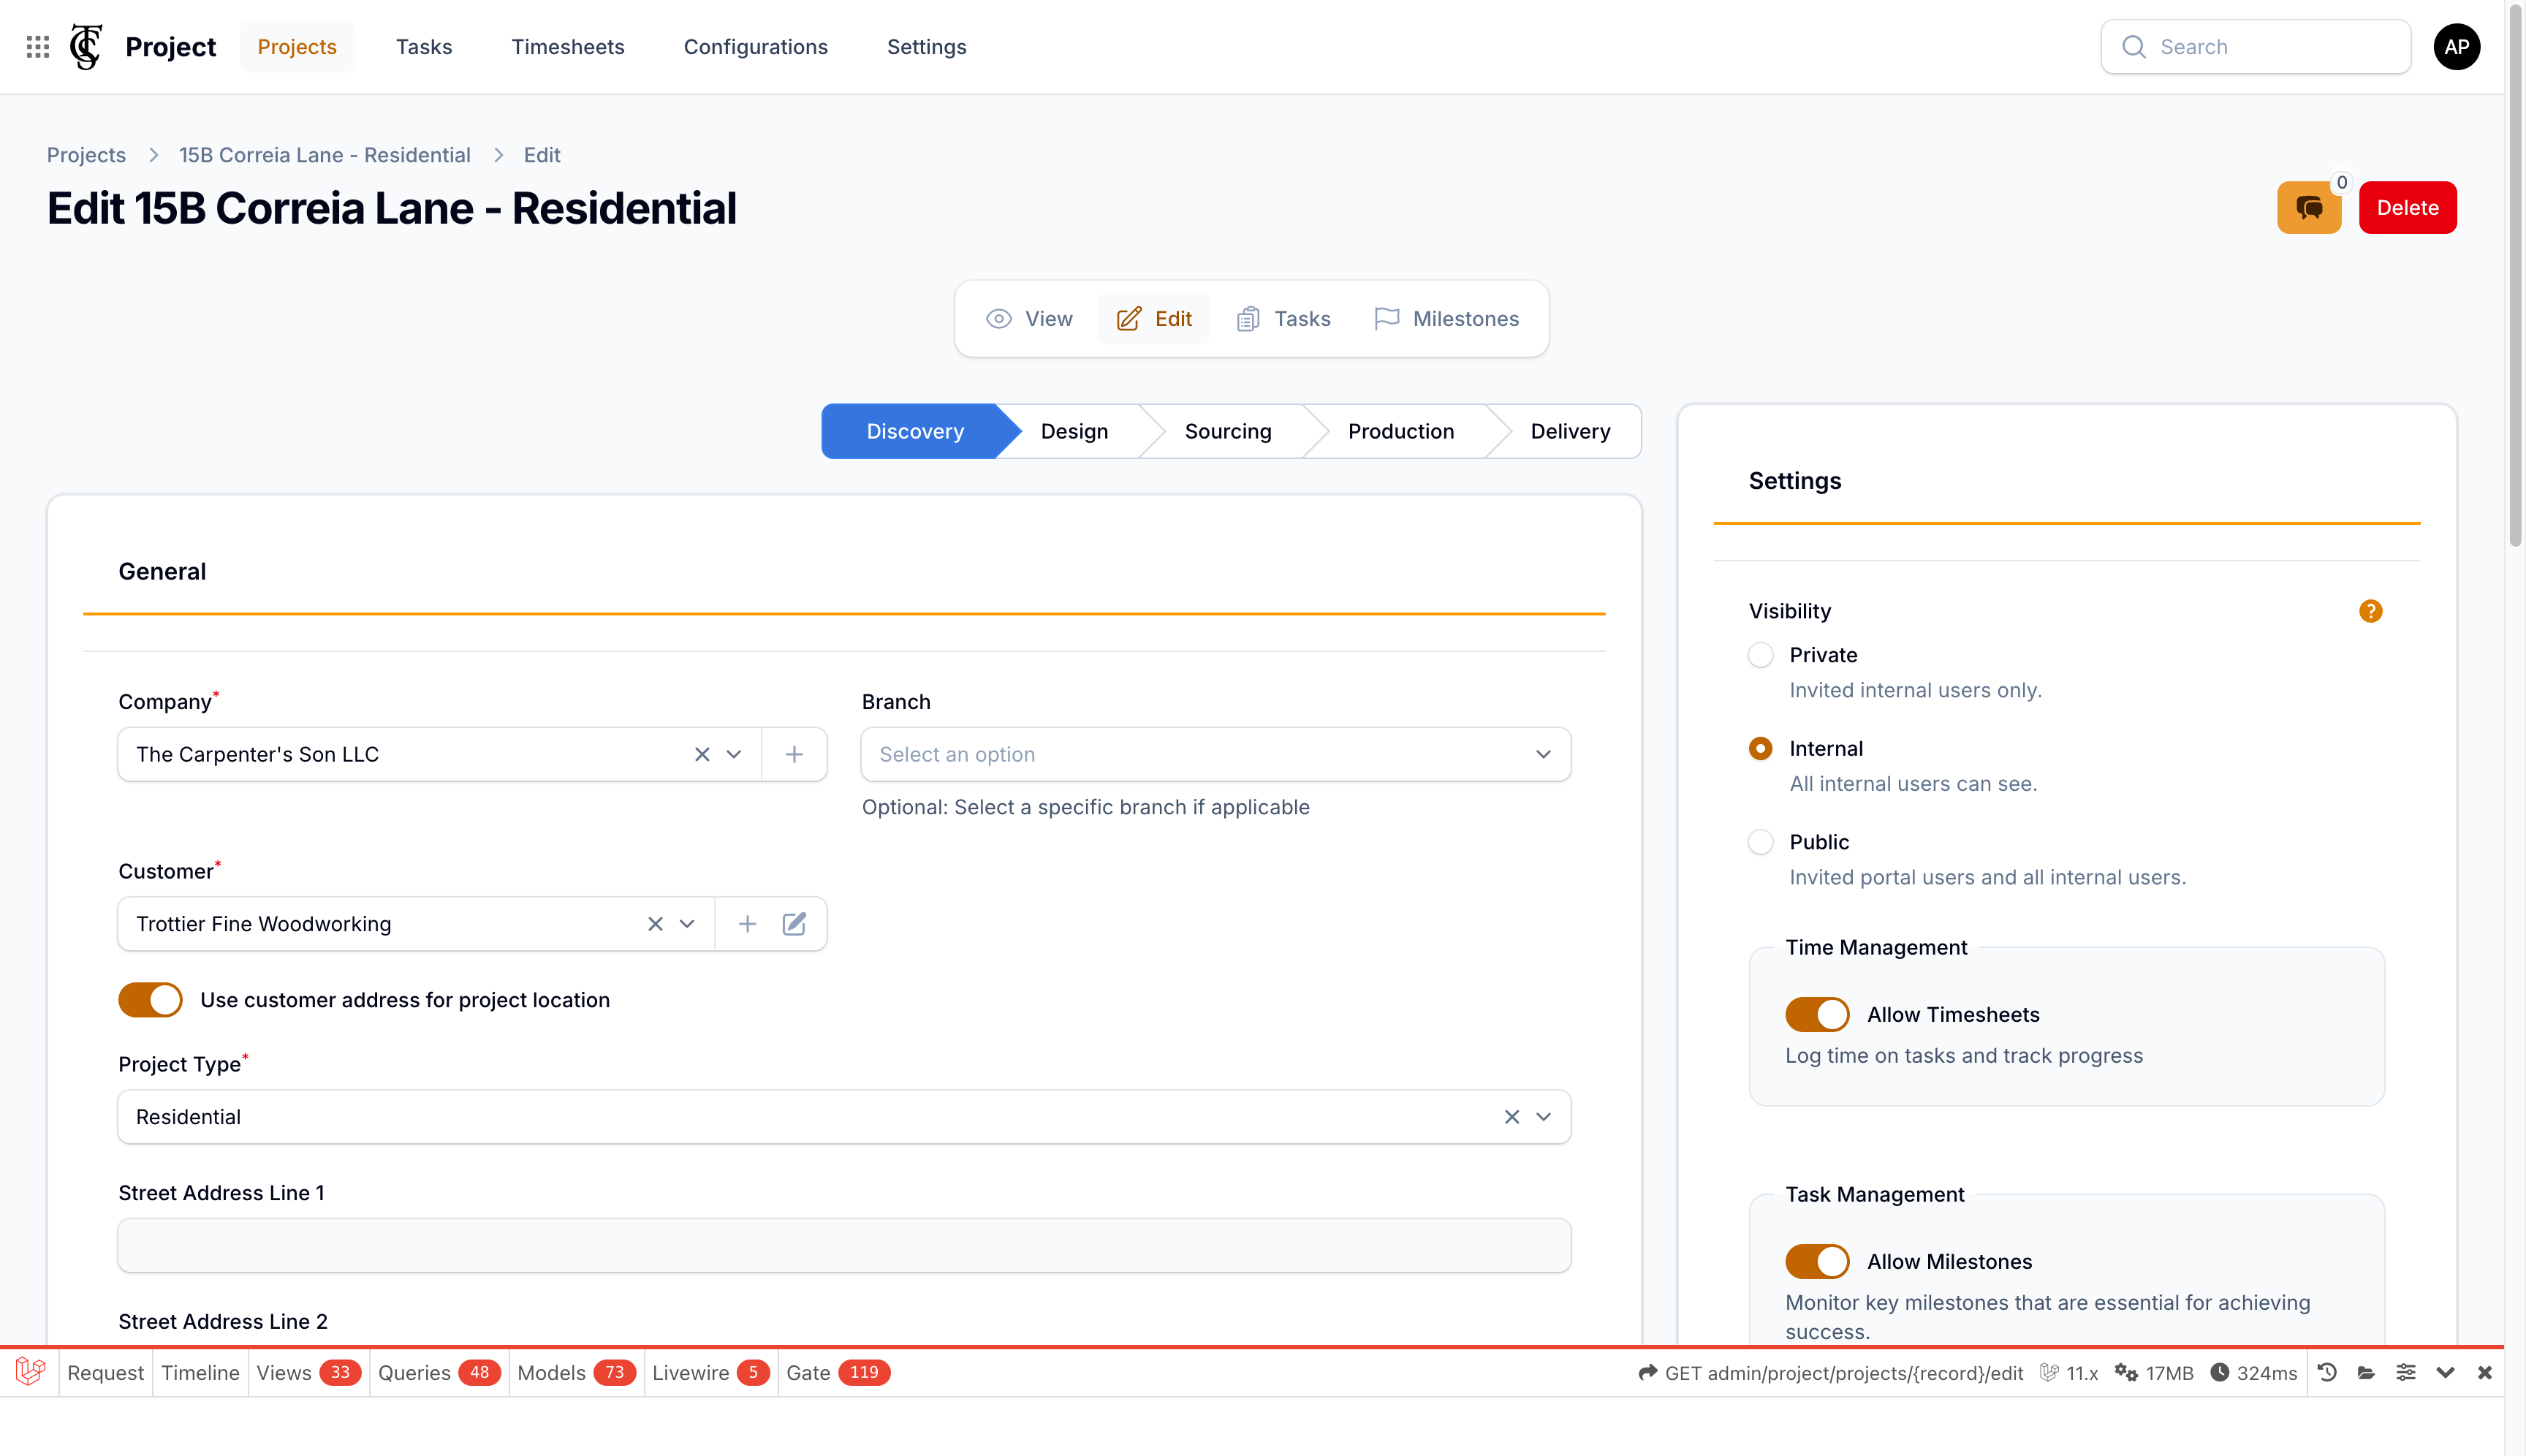 Project Projects Tasks Timesheets Configurations Settings Search AP
Projects 15B Correia Lane - Residential Edit
Edit 15B Correia Lane - Residential
0
Delete
View Edit Tasks Milestones
Discovery Design Sourcing Production Delivery
General
Company*
The Carpenter's Son LLC
Branch
Select an option
Optional: Select a specific branch if applicable
Customer*
Trottier Fine Woodworking
Use customer address for project location
Project Type*
Residential
Street Address Line 1
Street Address Line 2
Settings
Visibility
?
Private
Invited internal users only.
Internal
All internal users can see.
Public
Invited portal users and all internal users.
Time Management
Allow Timesheets
Log time on tasks and track progress
Task Management
Allow Milestones
Monitor key milestones that are essential for achieving
success.
Request Timeline Views 33 Queries 48 Models 73 Livewire 5 Gate 119 GET admin/project/projects/{record}/edit 11.x 17MB 324ms